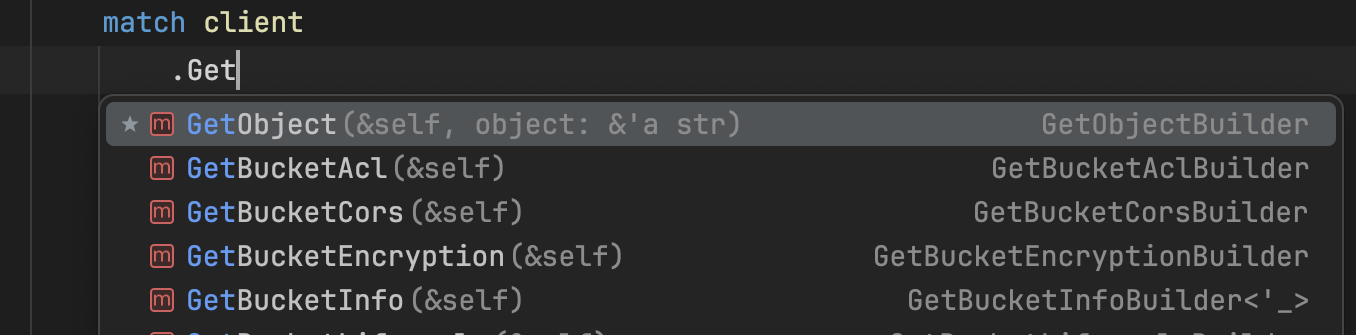 match client
.Get
GetObject(&self, object: &'a str) GetObjectBuilder
GetBucketAcl(&self) GetBucketAclBuilder
GetBucketCors(&self) GetBucketCorsBuilder
GetBucketEncryption(&self) GetBucketEncryptionBuilder
GetBucketInfo(&self) GetBucketInfoBuilder<'_>